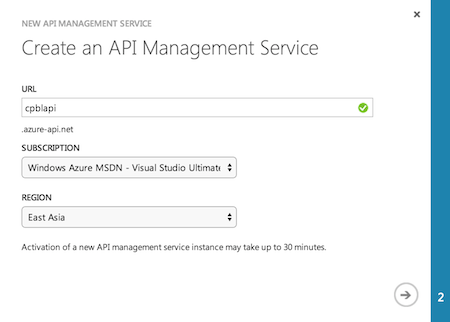 NEW API MANAGEMENT SERVICE
Create an API Management Service
URL
cpblapi
.azure-api.net
SUBSCRIPTION
Windows Azure MSDN - Visual Studio Ultimate
REGION
East Asia
Activation of a new API management service instance may take up to 30 minutes.
2